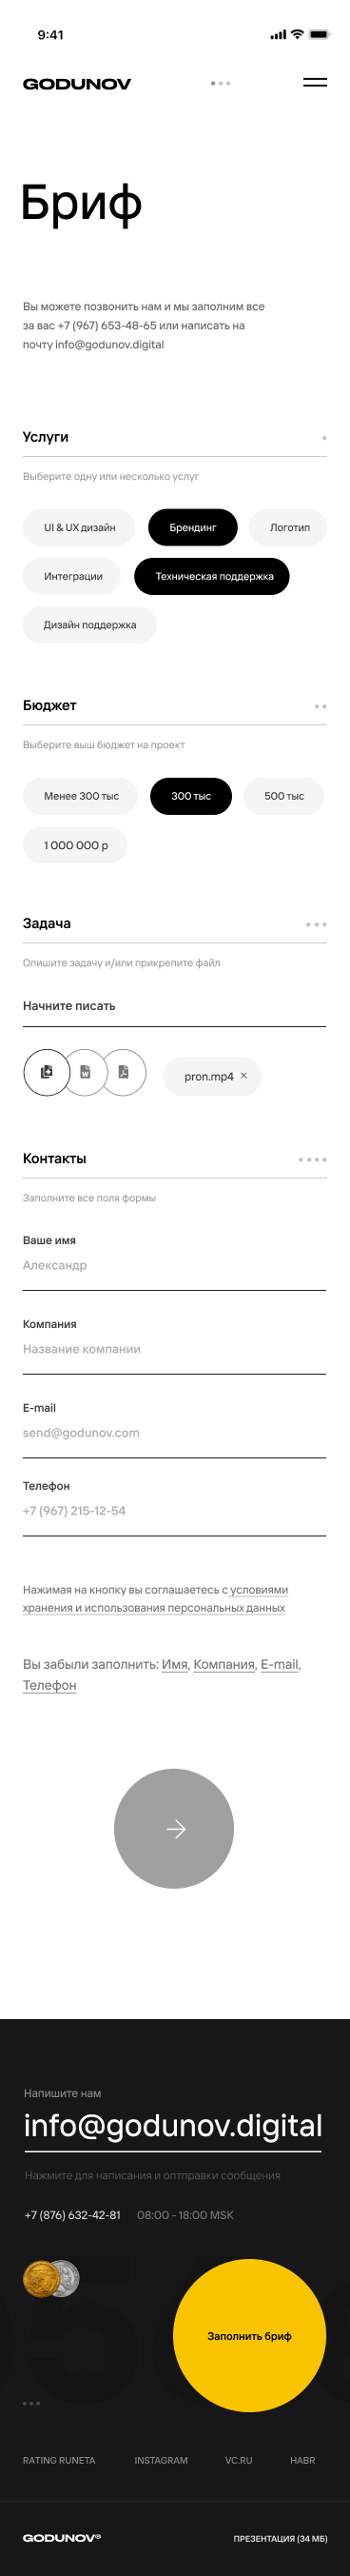 9:41
GODUNOV
Бриф
Вы можете позвонить нам и мы заполним все
за вас +7 (967) 653-48-65 или написать на
почту info@godunov.digital
Услуги
Выберите одну или несколько услуг
UI & UX дизайн Брендинг Логотип
Интеграции Техническая поддержка
Дизайн поддержка
Бюджет
Выберите выш бюджет на проект
Менее 300 тыс 300 тыс 500 тыс
1 000 000 р
Задача
Опишите задачу и/или прикрепите файл
Начните писать
pron.mp4 ×
Контакты
Заполните все поля формы
Ваше имя
Александр
Компания
Название компании
E-mail
send@godunov.com
Телефон
+7 (967) 215-12-54
Нажимая на кнопку вы соглашаетесь с условиями
хранения и использования персональных данных
Вы забыли заполнить: Имя, Компания, E-mail,
Телефон
Напишите нам
info@godunov.digital
Нажмите для написания и оптправки сообщения
+7 (876) 632-42-81 08:00 - 18:00 MSK
Заполнить бриф
RATING RUNETA INSTAGRAM VC.RU HABR
GODUNOV® ПРЕЗЕНТАЦИЯ (34 МБ)